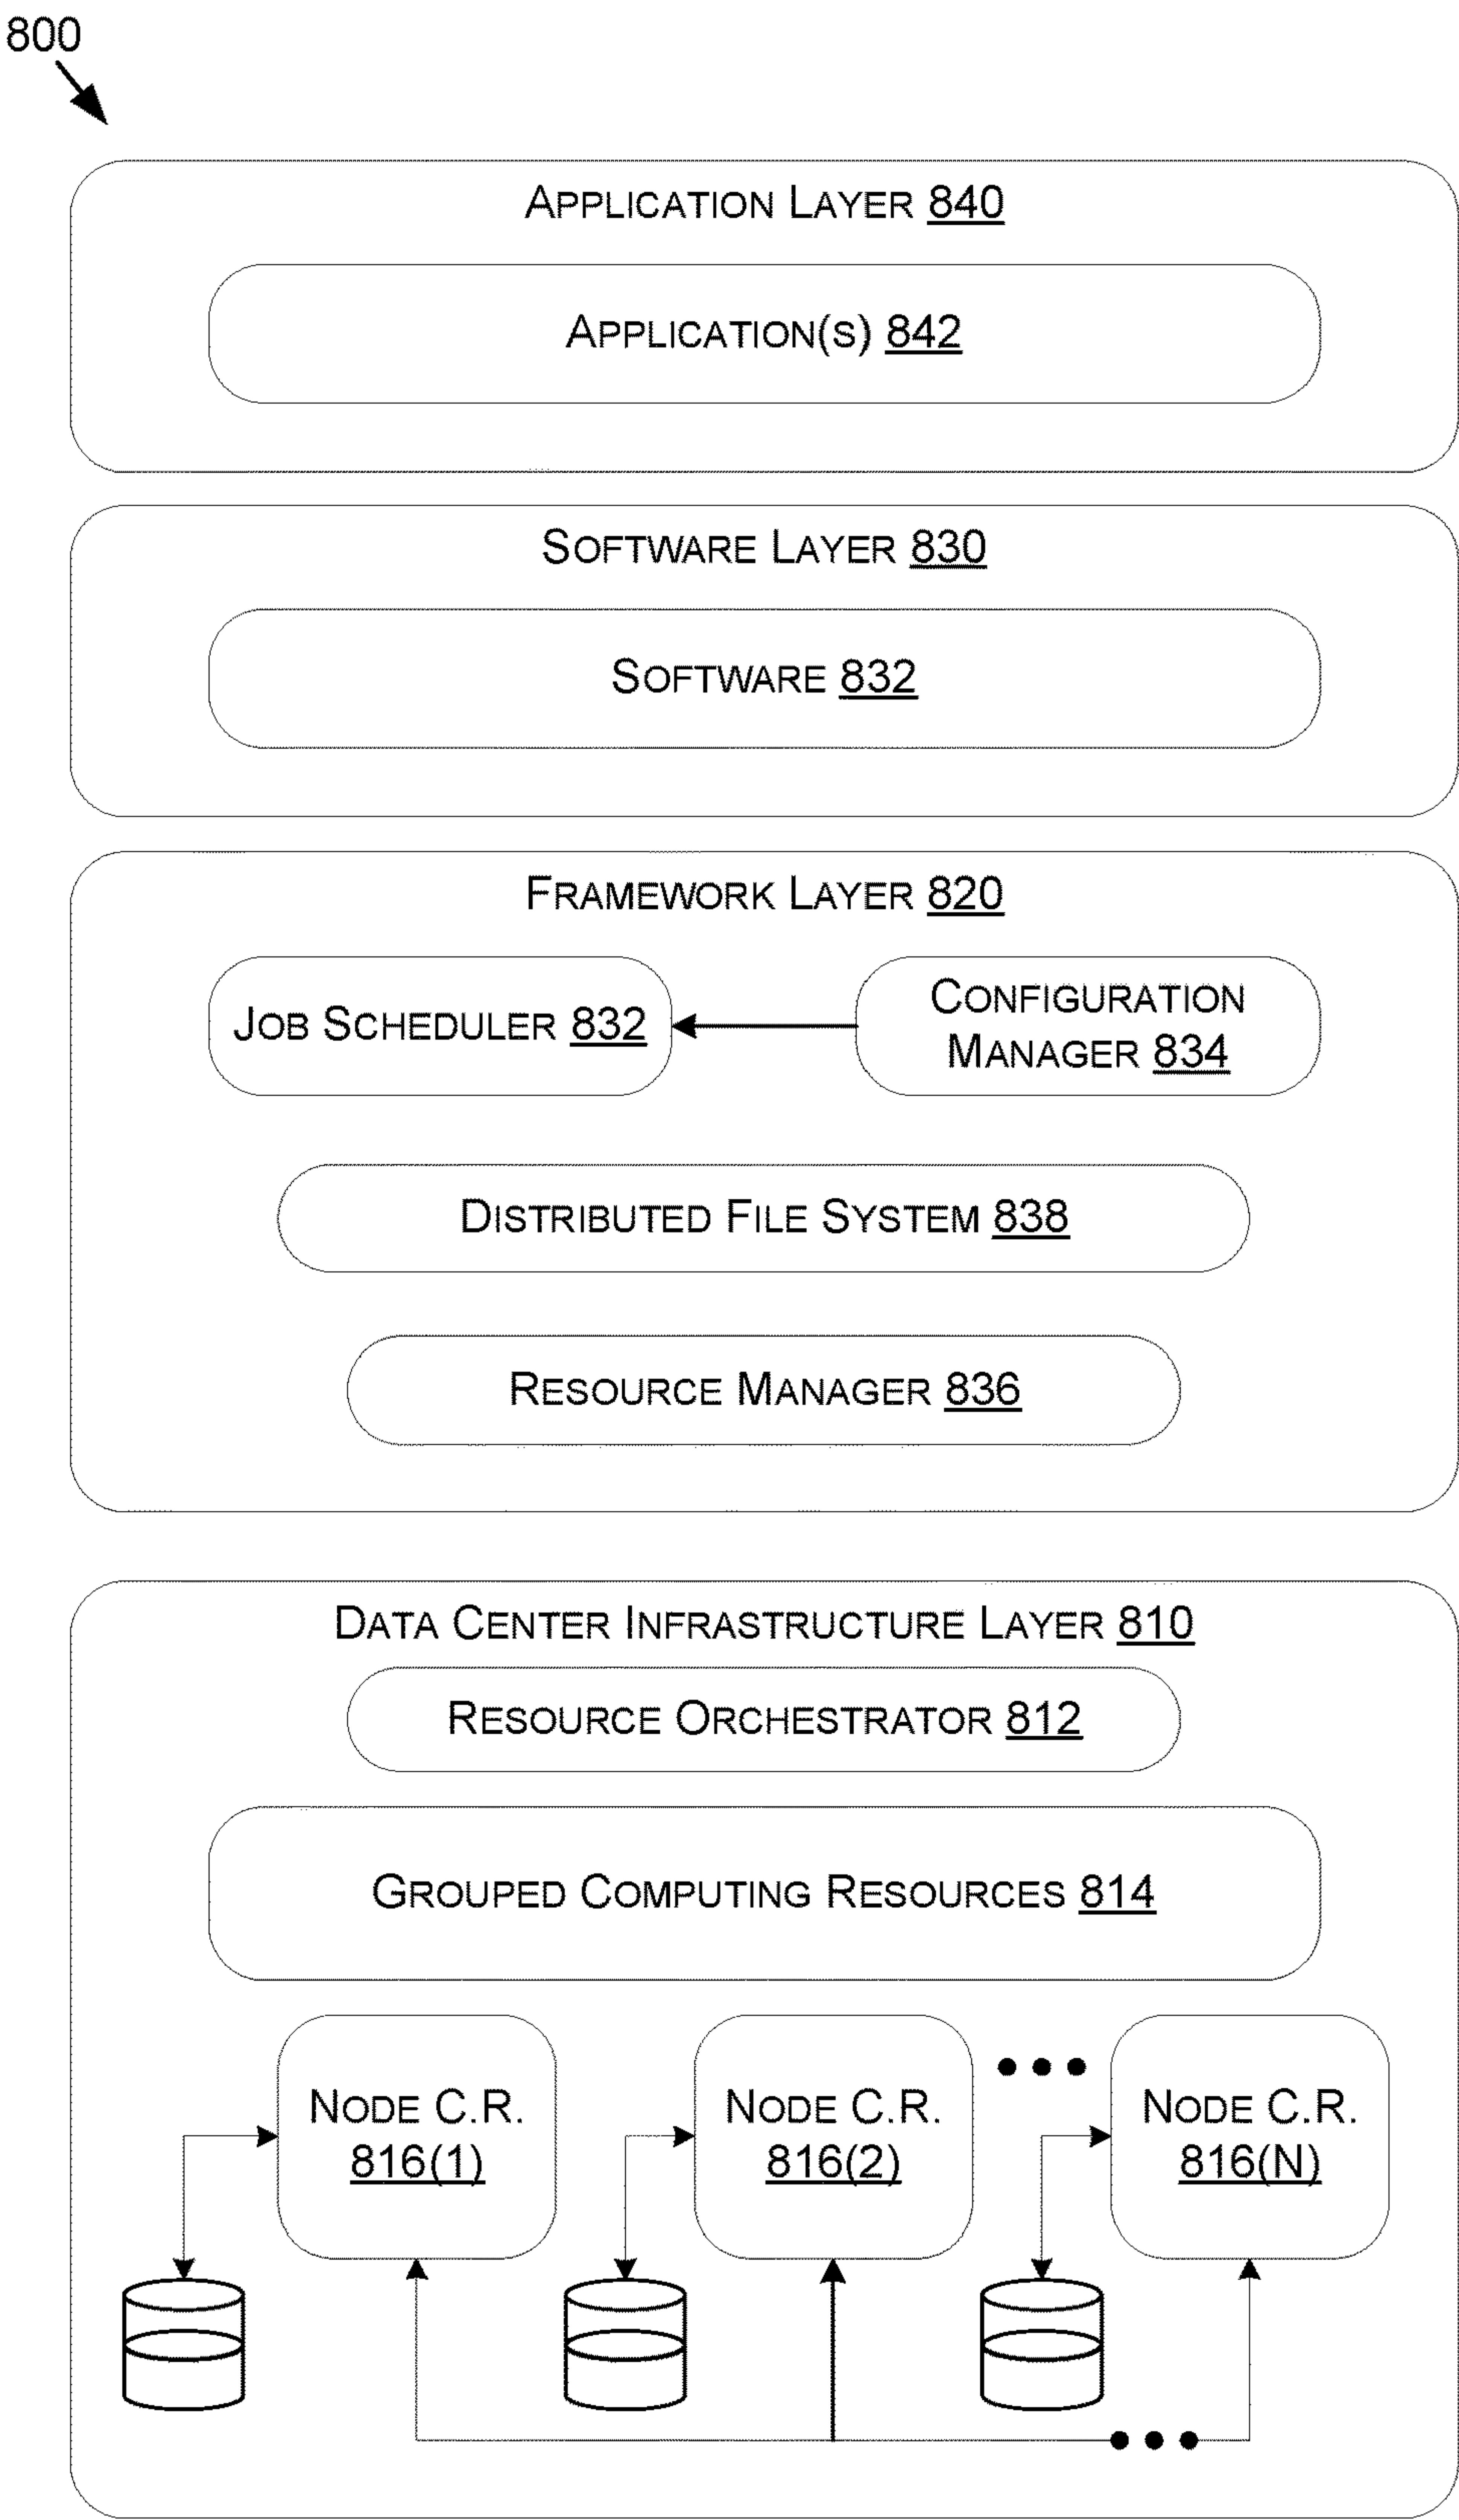 800
APPLICATION LAYER 840
APPLICATION(S) 842
SOFTWARE LAYER 830
SOFTWARE 832
FRAMEWORK LAYER 820
JOB SCHEDULER 832
CONFIGURATION
MANAGER 834
DISTRIBUTED FILE SYSTEM 838
RESOURCE MANAGER 836
DATA CENTER INFRASTRUCTURE LAYER 810
RESOURCE ORCHESTRATOR 812
GROUPED COMPUTING RESOURCES 814
NODE C.R.
816(1)
NODE C.R.
816(2)
NODE C.R.
816(N)